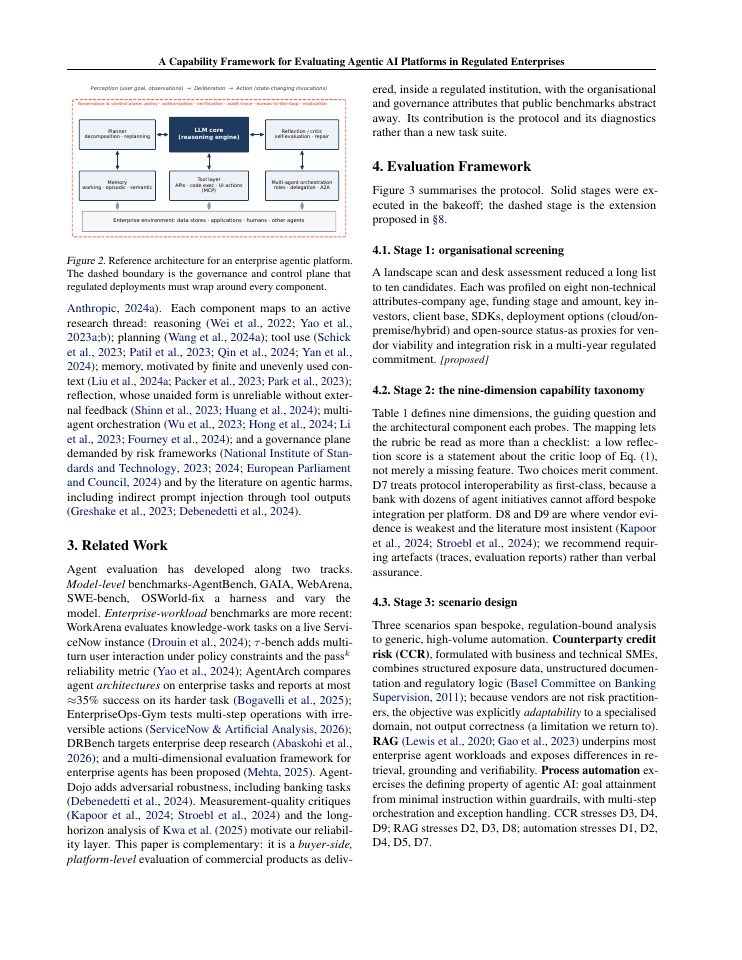 A Capability Framework for Evaluating Agentic AI Platforms in Regulated Enterprises
Perception (user goal, observations) → Deliberation → Action (state-changing invocations)
Governance & control plane: policy · authorisation · verification · audit trace · human-in-the-loop · evaluation
Planner
decomposition · replanning
LLM core
(reasoning engine)
Reflection / critic
self-evaluation · repair
Memory
working · episodic · semantic
Tool layer
APIs · code exec · UI actions
(MCP)
Multi-agent orchestration
roles · delegation · A2A
Enterprise environment: data stores · applications · humans · other agents
Figure 2. Reference architecture for an enterprise agentic platform.
The dashed boundary is the governance and control plane that
regulated deployments must wrap around every component.
Anthropic, 2024a). Each component maps to an active
research thread: reasoning (Wei et al., 2022; Yao et al.,
2023a;b); planning (Wang et al., 2024a); tool use (Schick
et al., 2023; Patil et al., 2023; Qin et al., 2024; Yan et al.,
2024); memory, motivated by finite and unevenly used con-
text (Liu et al., 2024a; Packer et al., 2023; Park et al., 2023);
reflection, whose unaided form is unreliable without exter-
nal feedback (Shinn et al., 2023; Huang et al., 2024); multi-
agent orchestration (Wu et al., 2023; Hong et al., 2024; Li
et al., 2023; Fourney et al., 2024); and a governance plane
demanded by risk frameworks (National Institute of Stan-
dards and Technology, 2023; 2024; European Parliament
and Council, 2024) and by the literature on agentic harms,
including indirect prompt injection through tool outputs
(Greshake et al., 2023; Debenedetti et al., 2024).
3. Related Work
Agent evaluation has developed along two tracks.
Model-level benchmarks-AgentBench, GAIA, WebArena,
SWE-bench, OSWorld-fix a harness and vary the
model. Enterprise-workload benchmarks are more recent:
WorkArena evaluates knowledge-work tasks on a live Servi-
ceNow instance (Drouin et al., 2024); τ-bench adds multi-
turn user interaction under policy constraints and the pass^k
reliability metric (Yao et al., 2024); AgentArch compares
agent architectures on enterprise tasks and reports at most
≈35% success on its harder task (Bogavelli et al., 2025);
EnterpriseOps-Gym tests multi-step operations with irre-
versible actions (ServiceNow & Artificial Analysis, 2026);
DRBench targets enterprise deep research (Abaskohi et al.,
2026); and a multi-dimensional evaluation framework for
enterprise agents has been proposed (Mehta, 2025). Agent-
Dojo adds adversarial robustness, including banking tasks
(Debenedetti et al., 2024). Measurement-quality critiques
(Kapoor et al., 2024; Stroebl et al., 2024) and the long-
horizon analysis of Kwa et al. (2025) motivate our reliabil-
ity layer. This paper is complementary: it is a buyer-side,
platform-level evaluation of commercial products as deliv-
ered, inside a regulated institution, with the organisational
and governance attributes that public benchmarks abstract
away. Its contribution is the protocol and its diagnostics
rather than a new task suite.
4. Evaluation Framework
Figure 3 summarises the protocol. Solid stages were ex-
ecuted in the bakeoff; the dashed stage is the extension
proposed in §8.
4.1. Stage 1: organisational screening
A landscape scan and desk assessment reduced a long list
to ten candidates. Each was profiled on eight non-technical
attributes-company age, funding stage and amount, key in-
vestors, client base, SDKs, deployment options (cloud/on-
premise/hybrid) and open-source status-as proxies for ven-
dor viability and integration risk in a multi-year regulated
commitment. [proposed]
4.2. Stage 2: the nine-dimension capability taxonomy
Table 1 defines nine dimensions, the guiding question and
the architectural component each probes. The mapping lets
the rubric be read as more than a checklist: a low reflec-
tion score is a statement about the critic loop of Eq. (1),
not merely a missing feature. Two choices merit comment.
D7 treats protocol interoperability as first-class, because a
bank with dozens of agent initiatives cannot afford bespoke
integration per platform. D8 and D9 are where vendor evi-
dence is weakest and the literature most insistent (Kapoor
et al., 2024; Stroebl et al., 2024); we recommend requir-
ing artefacts (traces, evaluation reports) rather than verbal
assurance.
4.3. Stage 3: scenario design
Three scenarios span bespoke, regulation-bound analysis
to generic, high-volume automation. Counterparty credit
risk (CCR), formulated with business and technical SMEs,
combines structured exposure data, unstructured documen-
tation and regulatory logic (Basel Committee on Banking
Supervision, 2011); because vendors are not risk practition-
ers, the objective was explicitly adaptability to a specialised
domain, not output correctness (a limitation we return to).
RAG (Lewis et al., 2020; Gao et al., 2023) underpins most
enterprise agent workloads and exposes differences in re-
trieval, grounding and verifiability. Process automation ex-
ercises the defining property of agentic AI: goal attainment
from minimal instruction within guardrails, with multi-step
orchestration and exception handling. CCR stresses D3, D4,
D9; RAG stresses D2, D3, D8; automation stresses D1, D2,
D4, D5, D7.